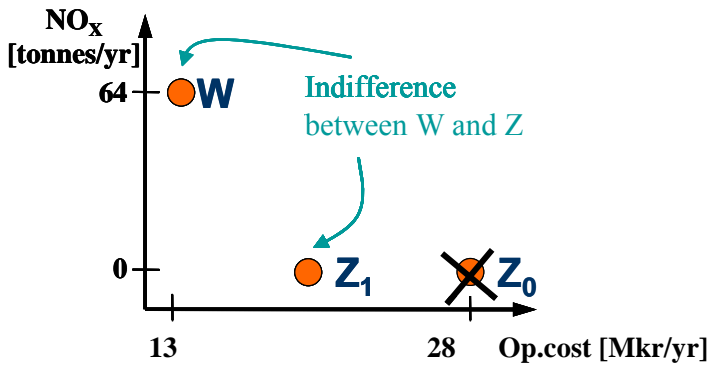 NOX
[tonnes/yr]
64
W
Indifference
between W and Z
0
Z1
Z0
13
28
Op.cost [Mkr/yr]